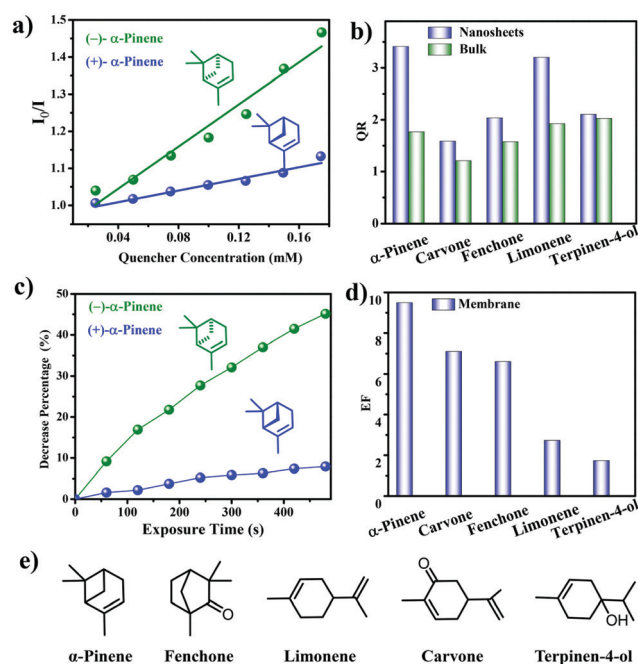 a)
(−)- α-Pinene
(+)- α-Pinene
I0/I
1.5
1.4
1.3
1.2
1.1
1.0
0.04 0.08 0.12 0.16
Quencher Concentration (mM)
b)
Nanosheets
Bulk
QR
3
2
1
0
α-Pinene
Carvone
Fenchone
Limonene
Terpinen-4-ol
c)
(−)-α-Pinene
(+)-α-Pinene
Decrease Percentage (%)
50
40
30
20
10
0
0 100 200 300 400
Exposure Time (s)
d)
Membrane
EF
10
8
6
4
2
0
α-Pinene
Carvone
Fenchone
Limonene
Terpinen-4-ol
e)
O
O
OH
α-Pinene Fenchone Limonene Carvone Terpinen-4-ol